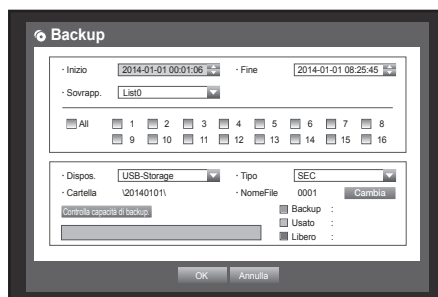 Backup
· Inizio 2014-01-01 00:01:06 · Fine 2014-01-01 08:25:45
· Sovrapp. List0
All 1 2 3 4 5 6 7 8
9 10 11 12 13 14 15 16
· Dispos. USB-Storage · Tipo SEC
· Cartella \20140101\ · NomeFile 0001 Cambia
Controlla capacità di backup. Backup :
Usato :
Libero :
OK Annulla